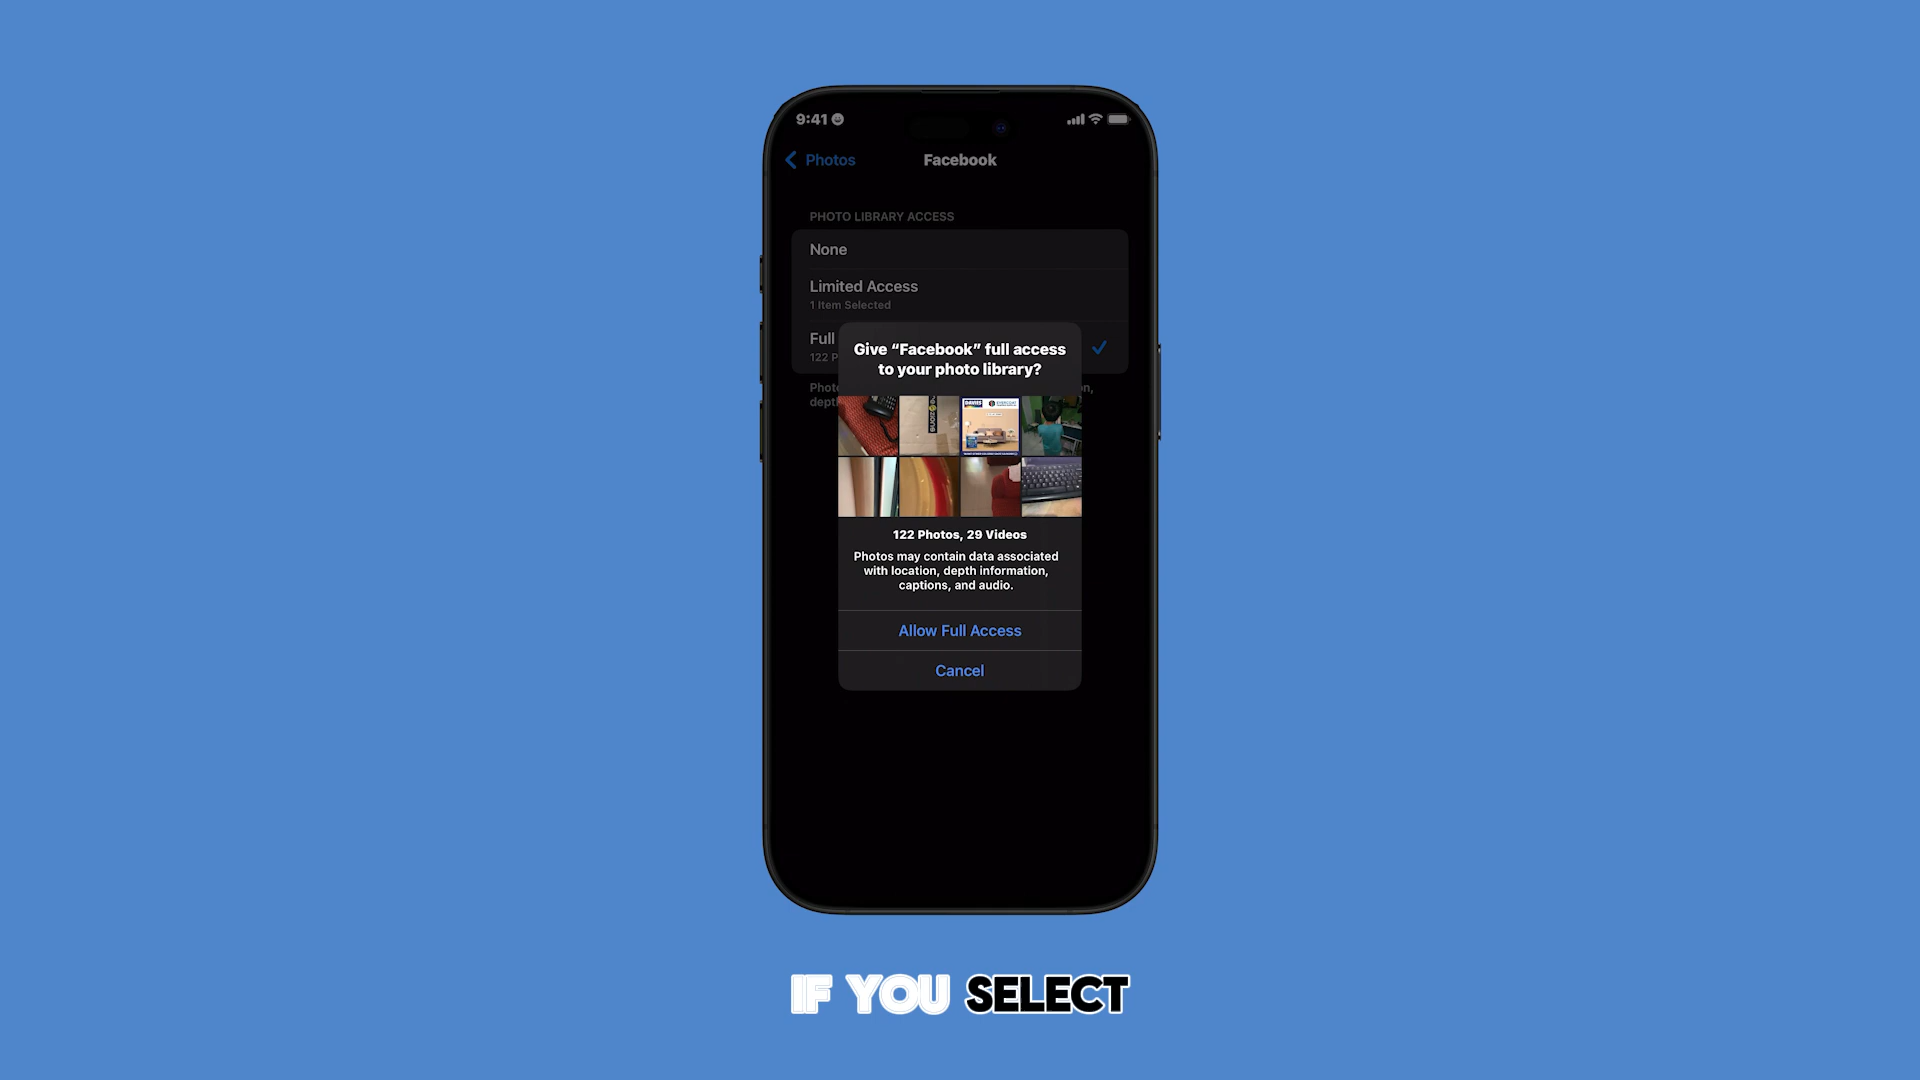 9:41
Photos
Facebook
PHOTO LIBRARY ACCESS
None
Limited Access
1 Item Selected
Full
122 P
Give “Facebook” full access
to your photo library?
DAVIES
122 Photos, 29 Videos
Photos may contain data associated
with location, depth information,
captions, and audio.
Allow Full Access
Cancel
IF YOU SELECT